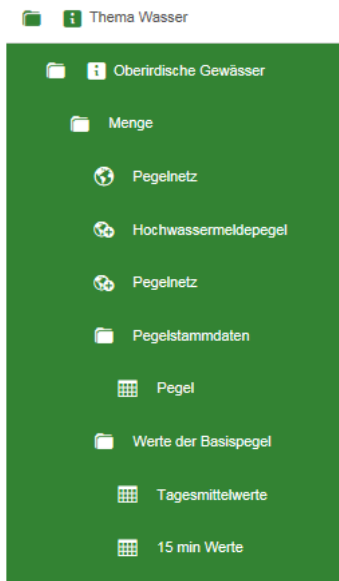 Thema Wasser
Oberirdische Gewässer
Menge
Pegelnetz
Hochwassermeldepegel
Pegelnetz
Pegelstammdaten
Pegel
Werte der Basispegel
Tagesmittelwerte
15 min Werte